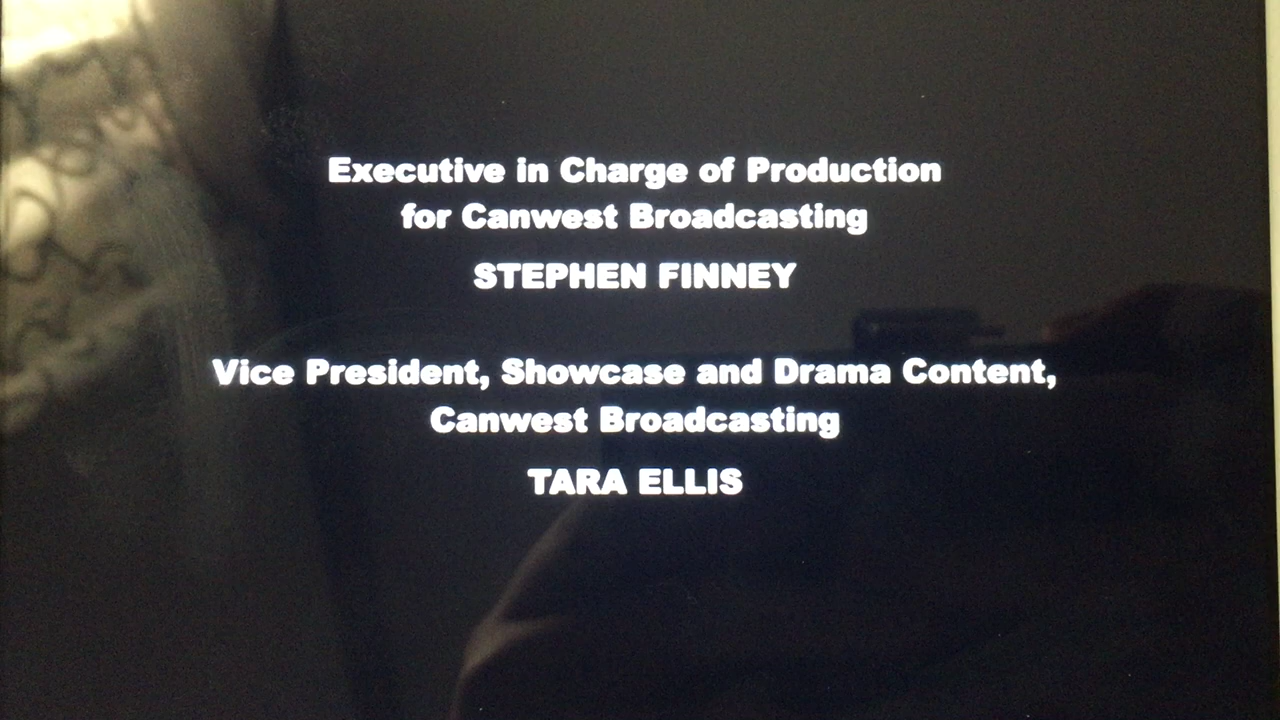 Executive in Charge of Production
for Canwest Broadcasting
STEPHEN FINNEY
Vice President, Showcase and Drama Content,
Canwest Broadcasting
TARA ELLIS